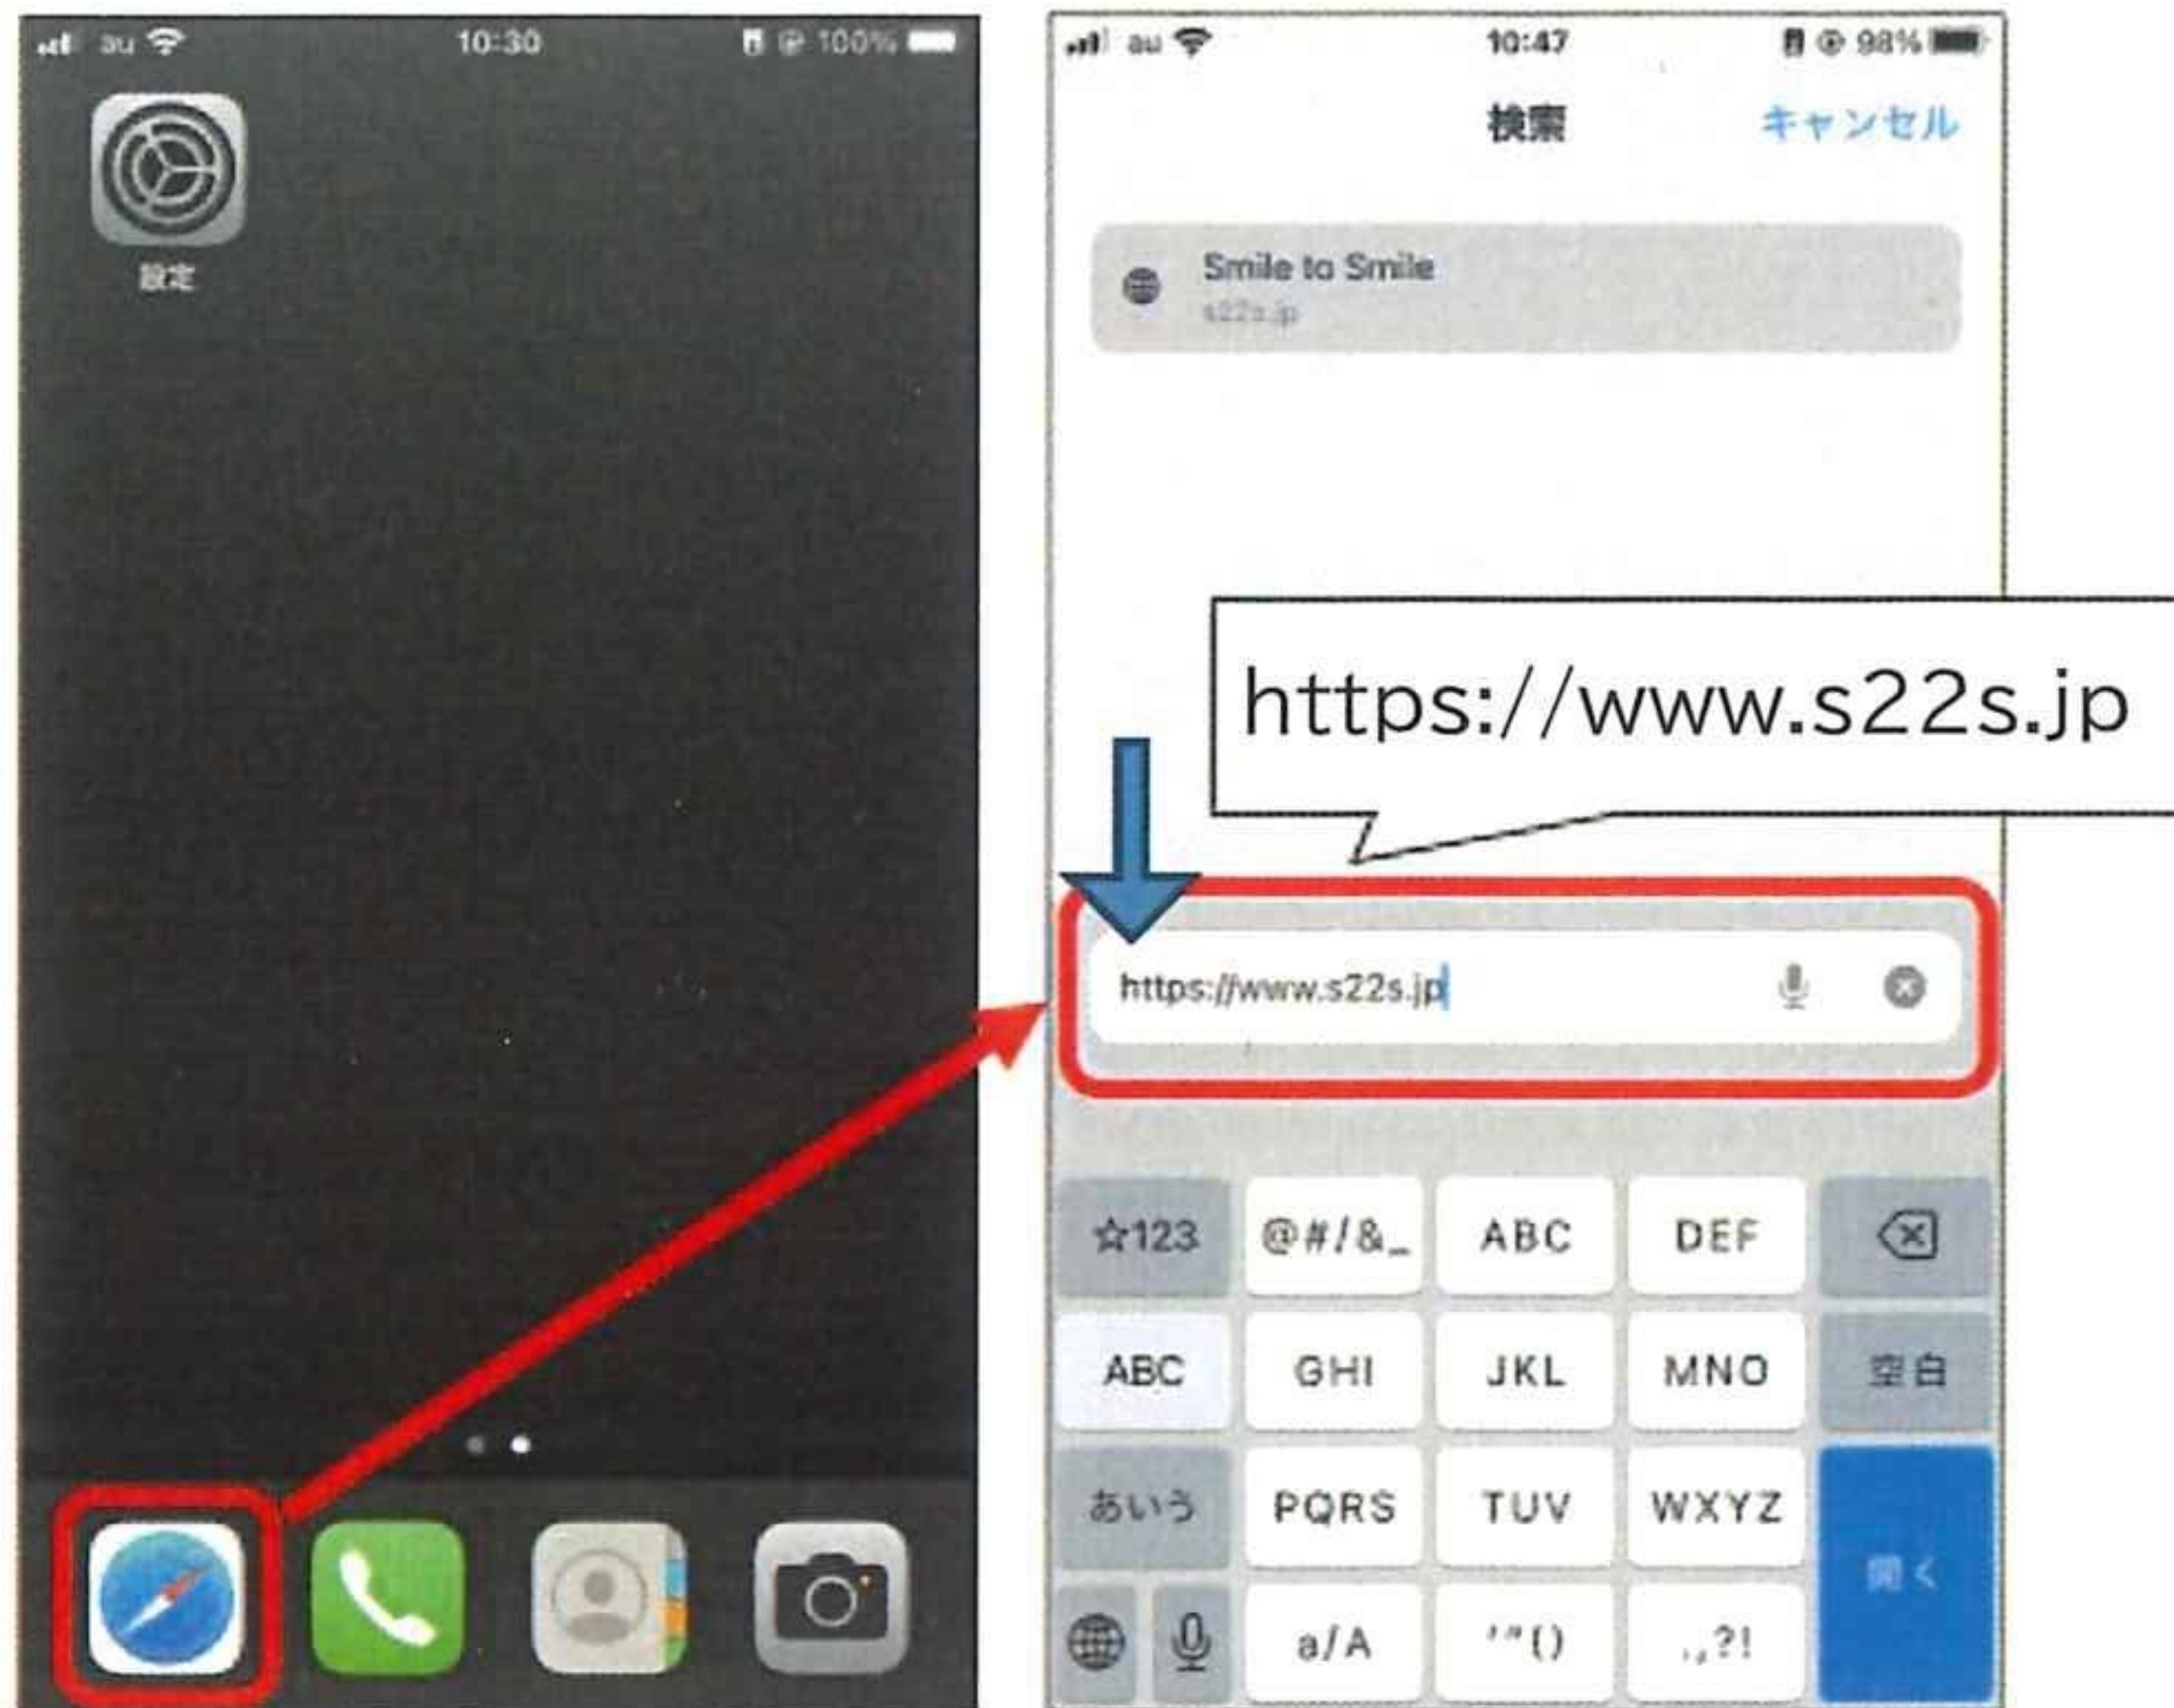 au 10:30 100%
設定
au 10:47 98%
検索 キャンセル
Smile to Smile
s22s.jp
https://www.s22s.jp
https://www.s22s.jp
☆123 @#/&_ ABC DEF
ABC GHI JKL MNO 空白
あいう PQRS TUV WXYZ
開く
a/A '"() .,?!